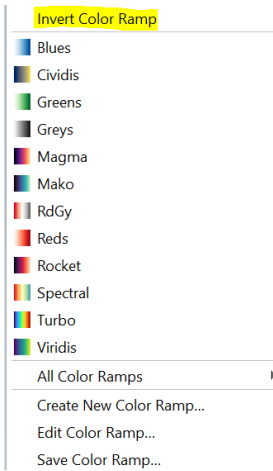 Invert Color Ramp
Blues
Cividis
Greens
Greys
Magma
Mako
RdGy
Reds
Rocket
Spectral
Turbo
Viridis
All Color Ramps
Create New Color Ramp...
Edit Color Ramp...
Save Color Ramp...